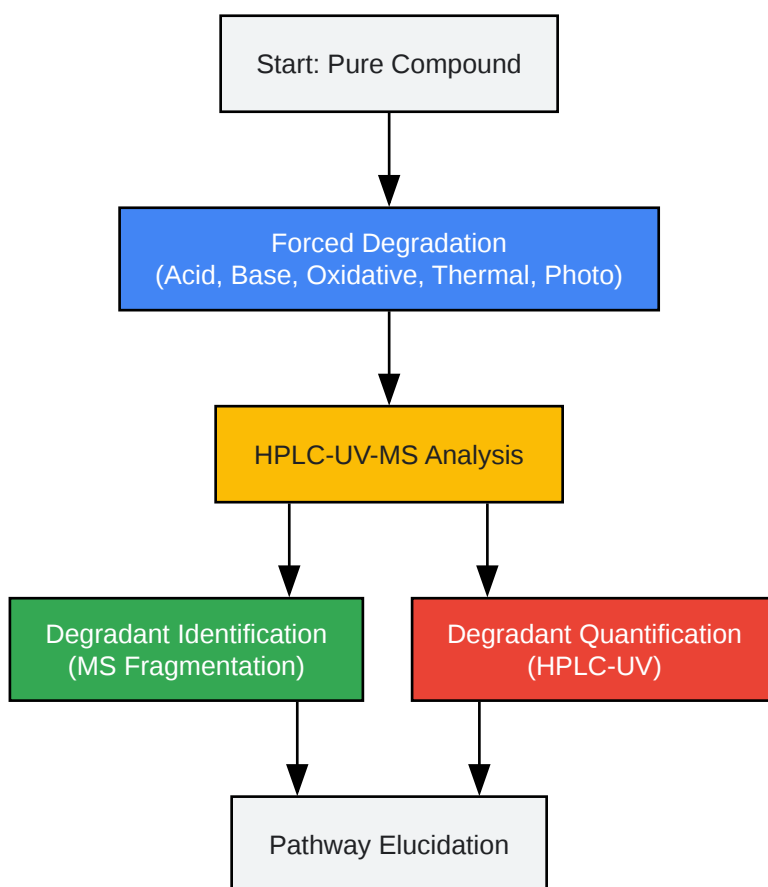 Start: Pure Compound
Forced Degradation
(Acid, Base, Oxidative, Thermal, Photo)
HPLC-UV-MS Analysis
Degradant Identification
(MS Fragmentation)
Degradant Quantification
(HPLC-UV)
Pathway Elucidation